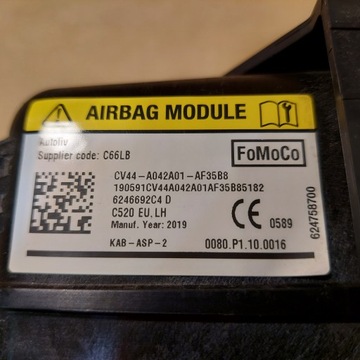 AIRBAG MODULE
Autoliv
Supplier code: C66LB
FoMoCo
CV44-A042A01-AF35B8
190591CV44A042A01AF35B85182
6246692C4 D
C520 EU, LH
Manuf. Year: 2019
CE 0589
KAB-ASP-2
0080.P1.10.0016
624758700